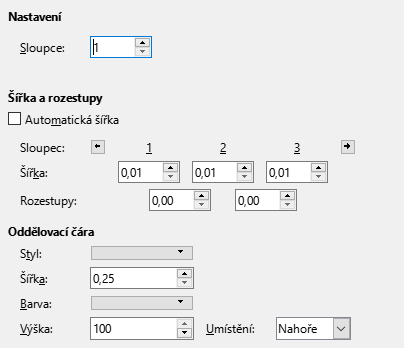 Nastavení
Sloupce: 1
Šířka a rozestupy
Automatická šířka
Sloupec: 1 2 3
Šířka: 0,01 0,01 0,01
Rozestupy: 0,00 0,00
Oddělovací čára
Styl:
Šířka: 0,25
Barva:
Výška: 100 Umístění: Nahoře